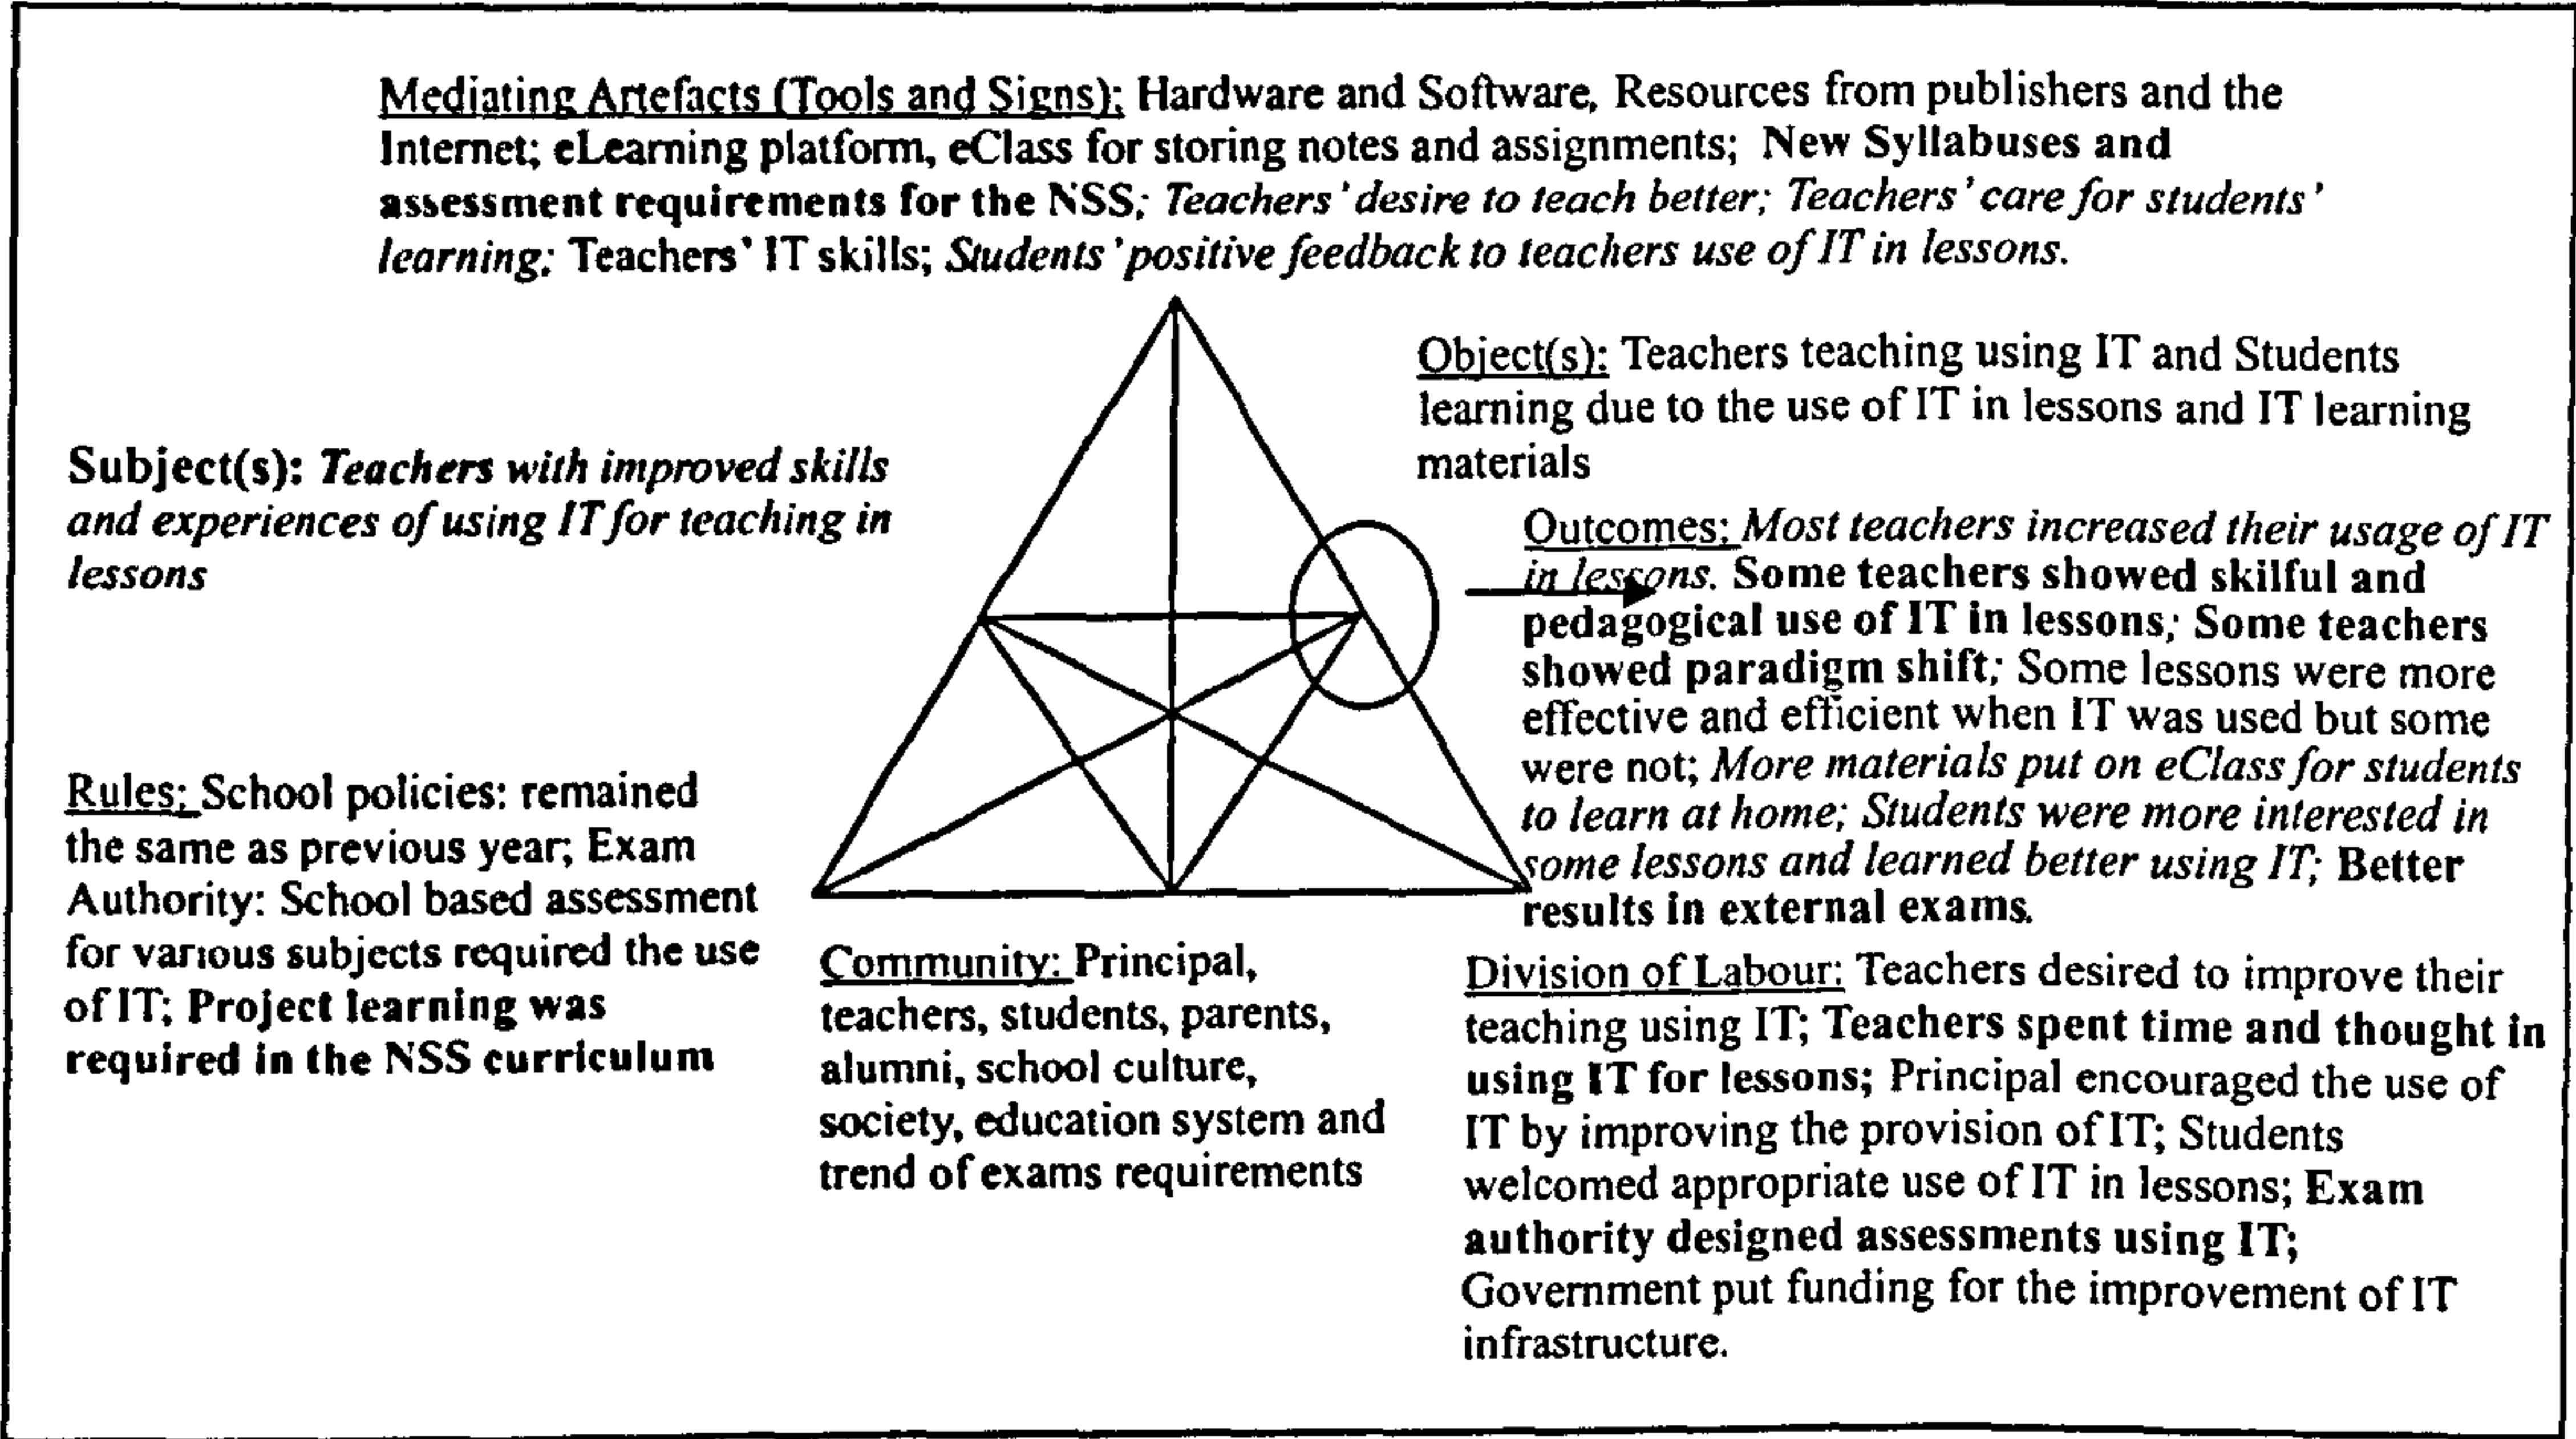 Mediating Artefacts (Tools and Signs): Hardware and Software, Resources from publishers and the
Internet; eLearning platform, eClass for storing notes and assignments; New Syllabuses and
assessment requirements for the NSS; Teachers' desire to teach better; Teachers' care for students'
learning; Teachers' IT skills; Students' positive feedback to teachers use of IT in lessons.
Object(s): Teachers teaching using IT and Students
learning due to the use of IT in lessons and IT learning
materials
Subject(s): Teachers with improved skills
and experiences of using IT for teaching in
lessons
Outcomes: Most teachers increased their usage of IT
in lessons. Some teachers showed skilful and
pedagogical use of IT in lessons; Some teachers
showed paradigm shift; Some lessons were more
effective and efficient when IT was used but some
were not; More materials put on eClass for students
to learn at home; Students were more interested in
some lessons and learned better using IT; Better
results in external exams.
Rules: School policies: remained
the same as previous year; Exam
Authority: School based assessment
for various subjects required the use
of IT; Project learning was
required in the NSS curriculum
Community: Principal,
teachers, students, parents,
alumni, school culture,
society, education system and
trend of exams requirements
Division of Labour: Teachers desired to improve their
teaching using IT; Teachers spent time and thought in
using IT for lessons; Principal encouraged the use of
IT by improving the provision of IT; Students
welcomed appropriate use of IT in lessons; Exam
authority designed assessments using IT;
Government put funding for the improvement of IT
infrastructure.